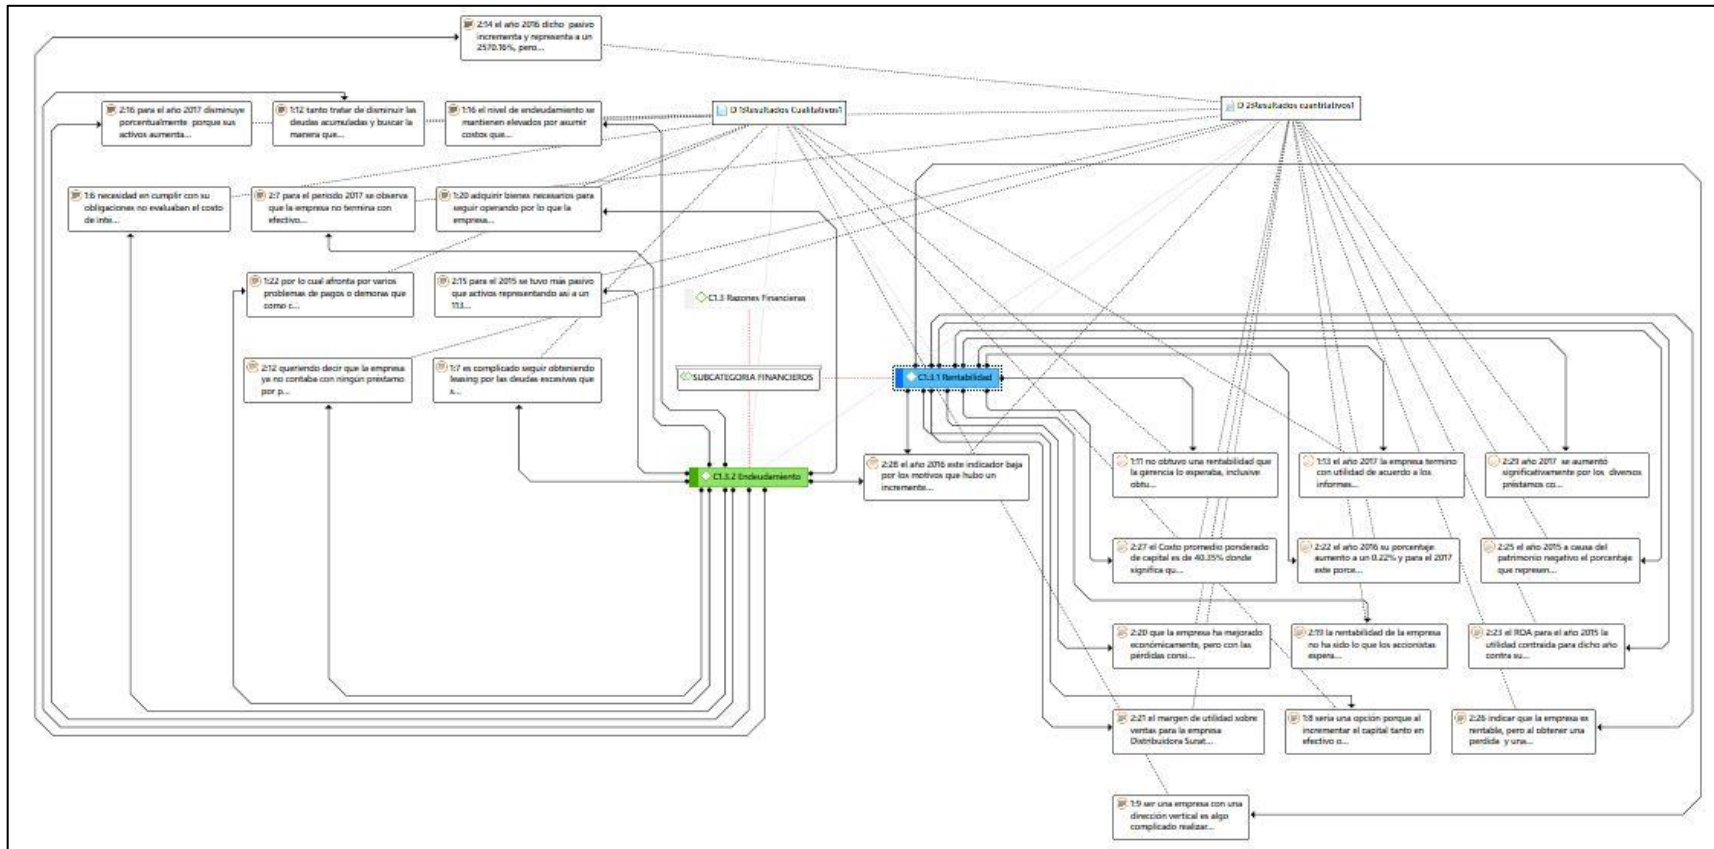 2:14 el año 2016 dicho pasivo
incrementa y representa a un
2570.16%, pero...
2:16 para el año 2017 disminuye
porcentualmente porque sus
activos aumenta...
1:12 tanto tratar de disminuir las
deudas acumuladas y buscar la
manera que...
1:16 el nivel de endeudamiento se
mantienen elevados por asumir
costos que...
D 1:Resultados Cualitativos1
D 2:Resultados cuantitativos1
1:6 necesidad en cumplir con su
obligaciones no evaluaban el costo
de inte...
2:7 para el periodo 2017 se observa
que la empresa no termina con
efectivo...
1:20 adquirir bienes necesarios para
seguir operando por lo que la
empresa...
1:22 por lo cual afronta por varios
problemas de pagos o demoras que
como c...
2:15 para el 2015 se tuvo más pasivo
que activos representando así a un
113...
C1.3 Razones Financieras
2:12 queriendo decir que la empresa
ya no contaba con ningún préstamo
por p...
1:7 es complicado seguir obteniendo
leasing por las deudas excesivas que
s...
SUBCATEGORIA FINANCIEROS
C1.3.1 Rentabilidad
C1.3.2 Endeudamiento
2:28 el año 2016 este indicador baja
por los motivos que hubo un
incremente...
1:11 no obtuvo una rentabilidad que
la gerencia lo esperaba, inclusive
obtu...
1:13 el año 2017 la empresa termino
con utilidad de acuerdo a los
informes...
2:29 año 2017 se aumentó
significativamente por los diversos
préstamos co...
2:27 el Costo promedio ponderado
de capital es de 40.35% donde
significa qu...
2:22 el año 2016 su porcentaje
aumento a un 0.22% y para el 2017
este porce...
2:25 el año 2015 a causa del
patrimonio negativo el porcentaje
que represen...
2:20 que la empresa ha mejorado
económicamente, pero con las
pérdidas consi...
2:19 la rentabilidad de la empresa
no ha sido lo que los accionistas
espera...
2:23 el ROA para el año 2015 la
utilidad contraida para dicho año
contra su...
2:21 el margen de utilidad sobre
ventas para la empresa
Distribuidora Sunat...
1:8 seria una opción porque al
incrementar el capital tanto en
efectivo o...
2:26 indicar que la empresa es
rentable, pero al obtener una
perdida y una...
1:9 ser una empresa con una
dirección vertical es algo
complicado realizar...